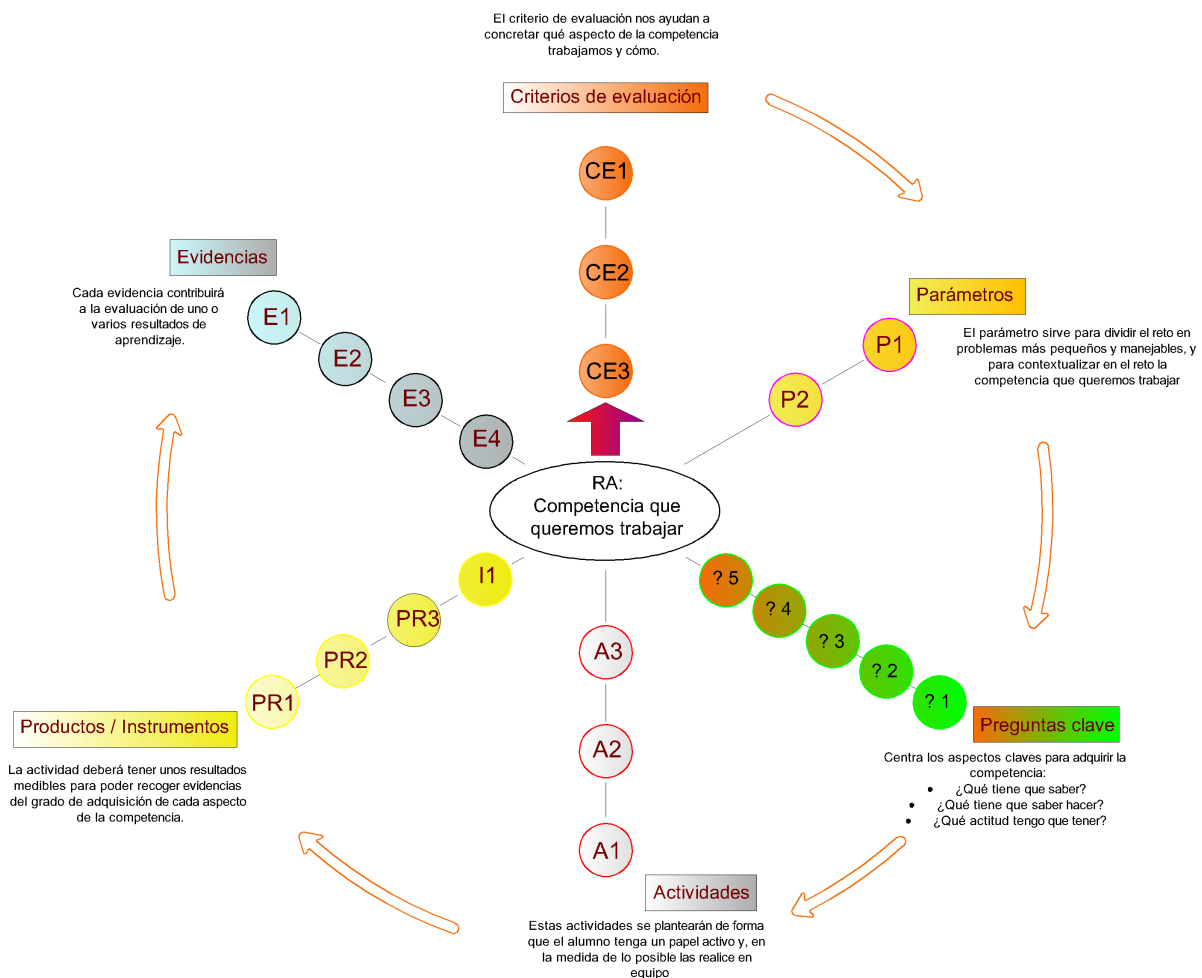 El criterio de evaluación nos ayudan a
concretar qué aspecto de la competencia
trabajamos y cómo.
Criterios de evaluación
CE1
CE2
CE3
Parámetros
El parámetro sirve para dividir el reto en
problemas más pequeños y manejables, y
para contextualizar en el reto la
competencia que queremos trabajar
P1
P2
RA:
Competencia que
queremos trabajar
? 5
? 4
? 3
? 2
? 1
Preguntas clave
Centra los aspectos claves para adquirir la
competencia:
• ¿Qué tiene que saber?
• ¿Qué tiene que saber hacer?
• ¿Qué actitud tengo que tener?
A3
A2
A1
Actividades
Estas actividades se plantearán de forma
que el alumno tenga un papel activo y, en
la medida de lo posible las realice en
equipo
I1
PR3
PR2
PR1
Productos / Instrumentos
La actividad deberá tener unos resultados
medibles para poder recoger evidencias
del grado de adquisición de cada aspecto
de la competencia.
Evidencias
Cada evidencia contribuirá
a la evaluación de uno o
varios resultados de
aprendizaje.
E1
E2
E3
E4